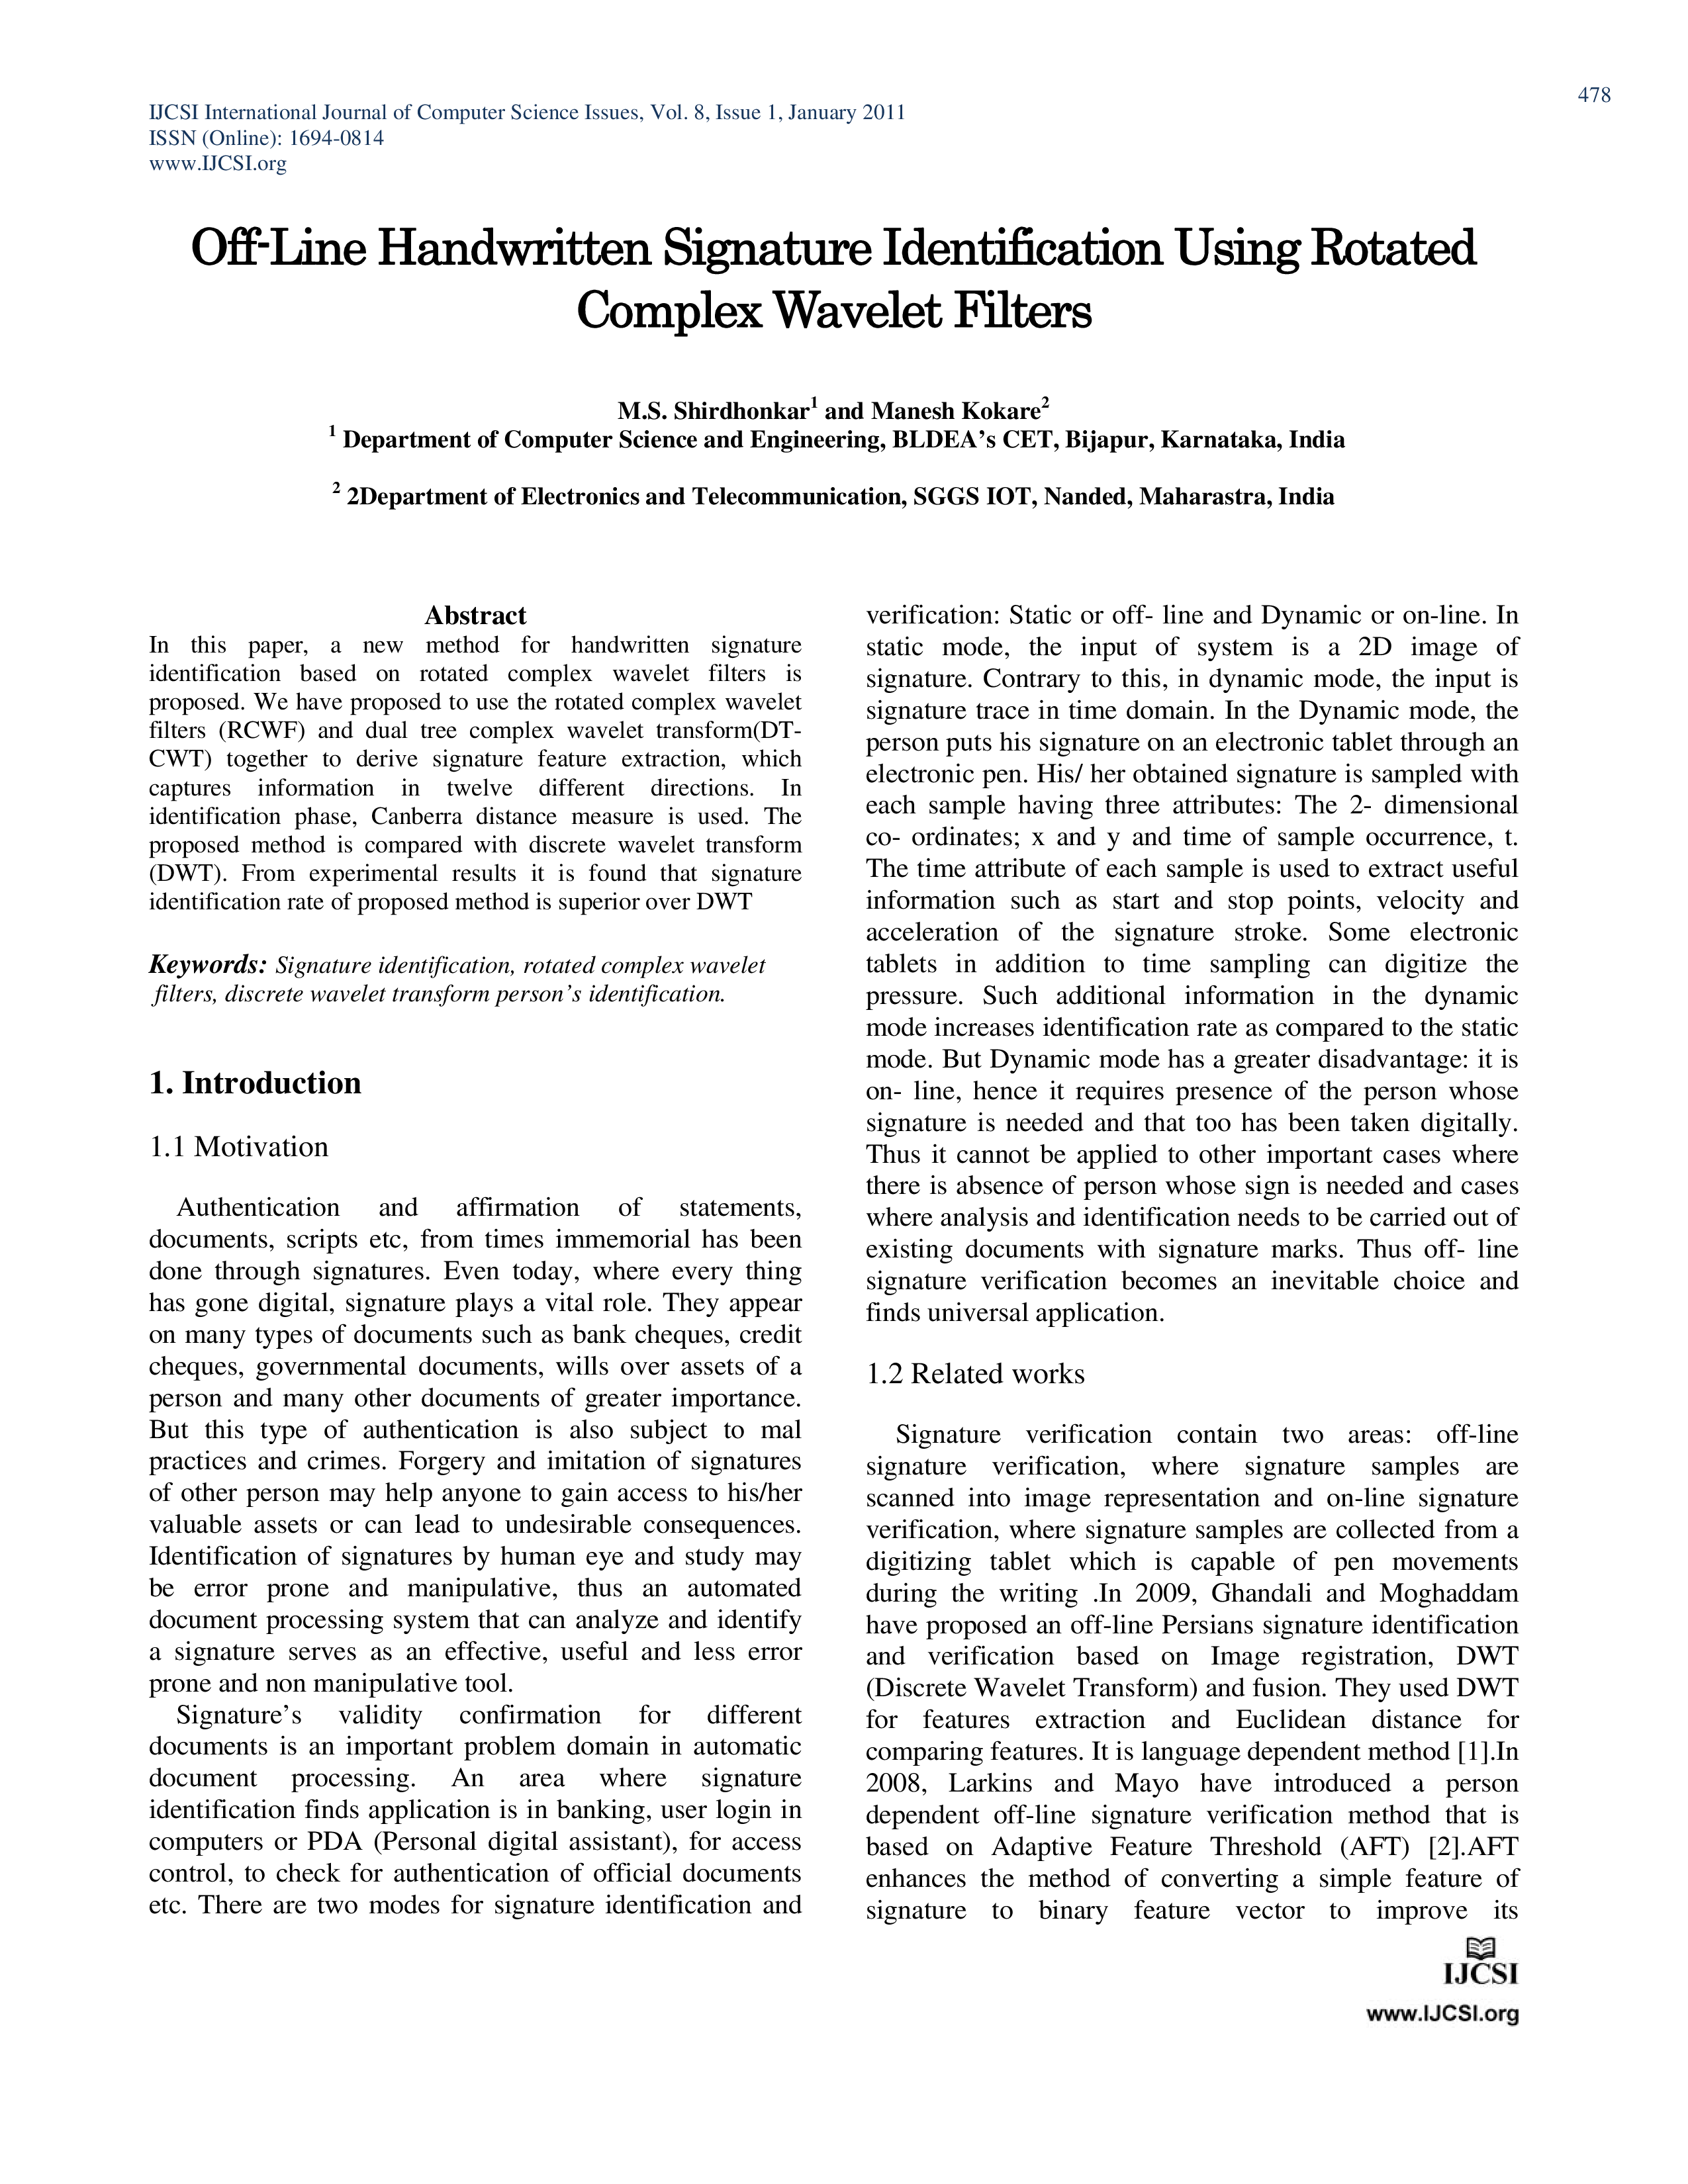 478
IJCSI International Journal of Computer Science Issues, Vol. 8, Issue 1, January 2011
ISSN (Online): 1694-0814
www.IJCSI.org
Off-Line Handwritten Signature Identification Using Rotated
Complex Wavelet Filters
M.S. Shirdhonkar1 and Manesh Kokare2
1 Department of Computer Science and Engineering, BLDEA’s CET, Bijapur, Karnataka, India
2 2Department of Electronics and Telecommunication, SGGS IOT, Nanded, Maharastra, India
Abstract
In this paper, a new method for handwritten signature
identification based on rotated complex wavelet filters is
proposed. We have proposed to use the rotated complex wavelet
filters (RCWF) and dual tree complex wavelet transform(DT-
CWT) together to derive signature feature extraction, which
captures information in twelve different directions. In
identification phase, Canberra distance measure is used. The
proposed method is compared with discrete wavelet transform
(DWT). From experimental results it is found that signature
identification rate of proposed method is superior over DWT
Keywords: Signature identification, rotated complex wavelet
filters, discrete wavelet transform person’s identification.
1. Introduction
1.1 Motivation
Authentication and affirmation of statements,
documents, scripts etc, from times immemorial has been
done through signatures. Even today, where every thing
has gone digital, signature plays a vital role. They appear
on many types of documents such as bank cheques, credit
cheques, governmental documents, wills over assets of a
person and many other documents of greater importance.
But this type of authentication is also subject to mal
practices and crimes. Forgery and imitation of signatures
of other person may help anyone to gain access to his/her
valuable assets or can lead to undesirable consequences.
Identification of signatures by human eye and study may
be error prone and manipulative, thus an automated
document processing system that can analyze and identify
a signature serves as an effective, useful and less error
prone and non manipulative tool.
Signature’s validity confirmation for different
documents is an important problem domain in automatic
document processing. An area where signature
identification finds application is in banking, user login in
computers or PDA (Personal digital assistant), for access
control, to check for authentication of official documents
etc. There are two modes for signature identification and
verification: Static or off- line and Dynamic or on-line. In
static mode, the input of system is a 2D image of
signature. Contrary to this, in dynamic mode, the input is
signature trace in time domain. In the Dynamic mode, the
person puts his signature on an electronic tablet through an
electronic pen. His/ her obtained signature is sampled with
each sample having three attributes: The 2- dimensional
co- ordinates; x and y and time of sample occurrence, t.
The time attribute of each sample is used to extract useful
information such as start and stop points, velocity and
acceleration of the signature stroke. Some electronic
tablets in addition to time sampling can digitize the
pressure. Such additional information in the dynamic
mode increases identification rate as compared to the static
mode. But Dynamic mode has a greater disadvantage: it is
on- line, hence it requires presence of the person whose
signature is needed and that too has been taken digitally.
Thus it cannot be applied to other important cases where
there is absence of person whose sign is needed and cases
where analysis and identification needs to be carried out of
existing documents with signature marks. Thus off- line
signature verification becomes an inevitable choice and
finds universal application.
1.2 Related works
Signature verification contain two areas: off-line
signature verification, where signature samples are
scanned into image representation and on-line signature
verification, where signature samples are collected from a
digitizing tablet which is capable of pen movements
during the writing .In 2009, Ghandali and Moghaddam
have proposed an off-line Persians signature identification
and verification based on Image registration, DWT
(Discrete Wavelet Transform) and fusion. They used DWT
for features extraction and Euclidean distance for
comparing features. It is language dependent method [1].In
2008, Larkins and Mayo have introduced a person
dependent off-line signature verification method that is
based on Adaptive Feature Threshold (AFT) [2].AFT
enhances the method of converting a simple feature of
signature to binary feature vector to improve its
IJCSI
www.IJCSI.org